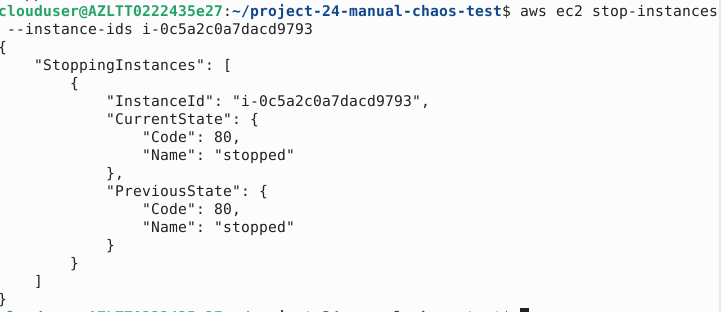 clouduser@AZLTT0222435e27:~/project-24-manual-chaos-test$ aws ec2 stop-instances
 --instance-ids i-0c5a2c0a7dacd9793
{
    "StoppingInstances": [
        {
            "InstanceId": "i-0c5a2c0a7dacd9793",
            "CurrentState": {
                "Code": 80,
                "Name": "stopped"
            },
            "PreviousState": {
                "Code": 80,
                "Name": "stopped"
            }
        }
    ]
}